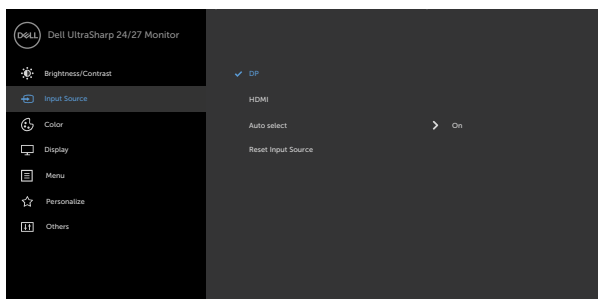 DELL Dell UltraSharp 24/27 Monitor
Brightness/Contrast
Input Source
Color
Display
Menu
Personalize
Others
DP
HDMI
Auto select On
Reset Input Source